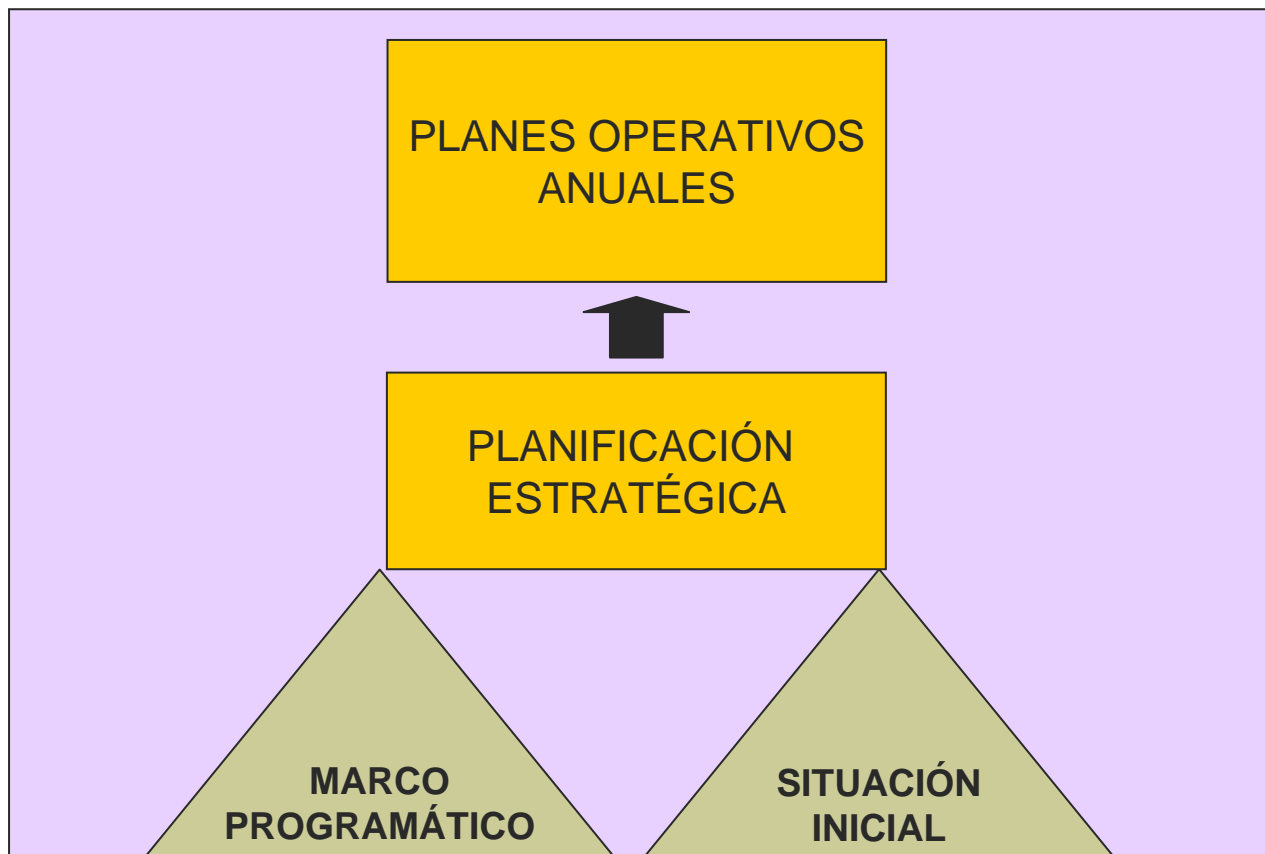 PLANES OPERATIVOS
ANUALES
PLANIFICACIÓN
ESTRATÉGICA
MARCO
PROGRAMÁTICO
SITUACIÓN
INICIAL